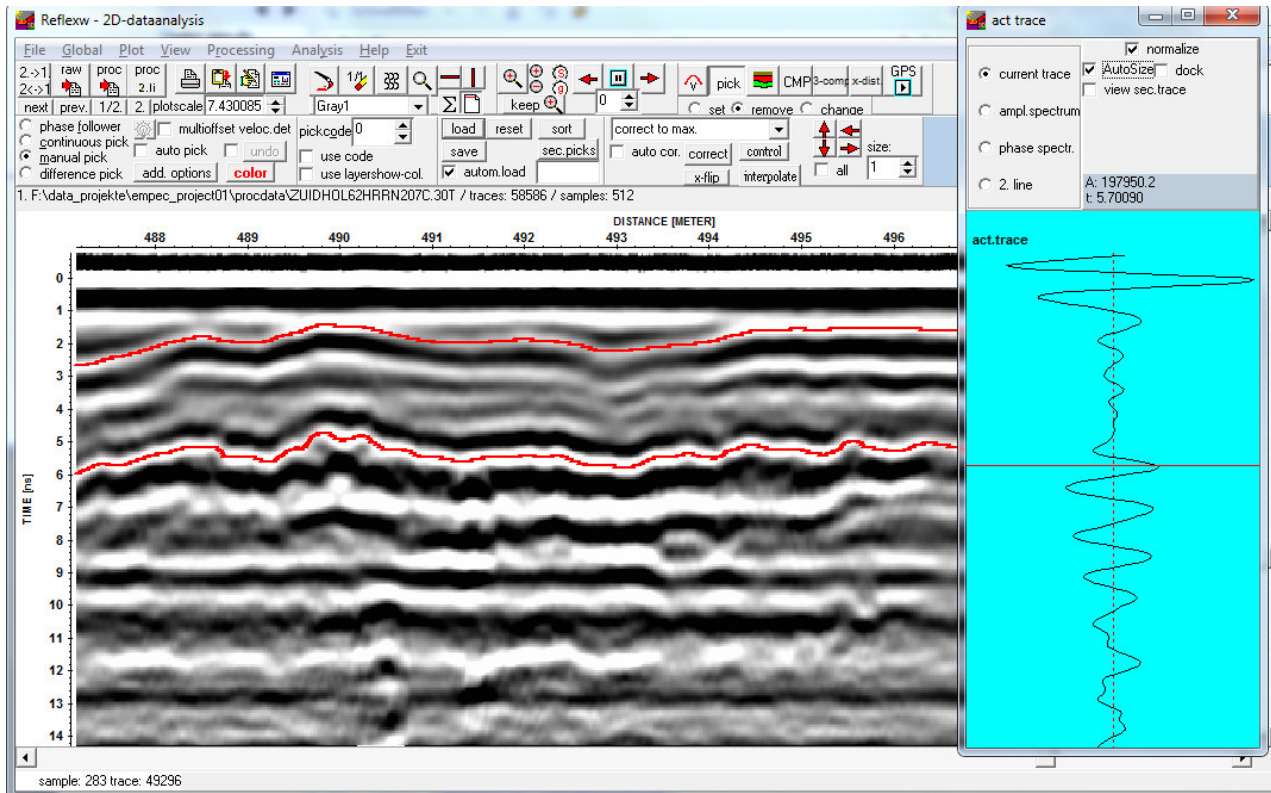 Reflexw - 2D-dataanalysis
File Global Plot View Processing Analysis Help Exit
2.->1. raw proc proc GPS
2<->1 1. 1. 2.li 1/2 keep 0 pick CMP 3-comp x-dist.
next prev. 1/2. 2. plotscale 7.430085 Gray1 set remove change
phase follower multioffset veloc.det pickcode 0 load reset sort correct to max.
continuous pick auto pick undo use code save sec.picks auto cor. correct control size:
manual pick use layershow-col. autom.load x-flip interpolate all 1
difference pick add. options color
1. F:\data_projekte\empec_project01\procdata\ZUIDHOL62HRRN207C.30T / traces: 58586 / samples: 512
DISTANCE [METER]
488 489 490 491 492 493 494 495 496
TIME [ns]
0
1
2
3
4
5
6
7
8
9
10
11
12
13
14
sample: 283 trace: 49296
act trace
normalize
current trace AutoSize dock
view sec.trace
ampl.spectrum
phase spectr.
2. line
A: 197950.2
t: 5.70090
act.trace